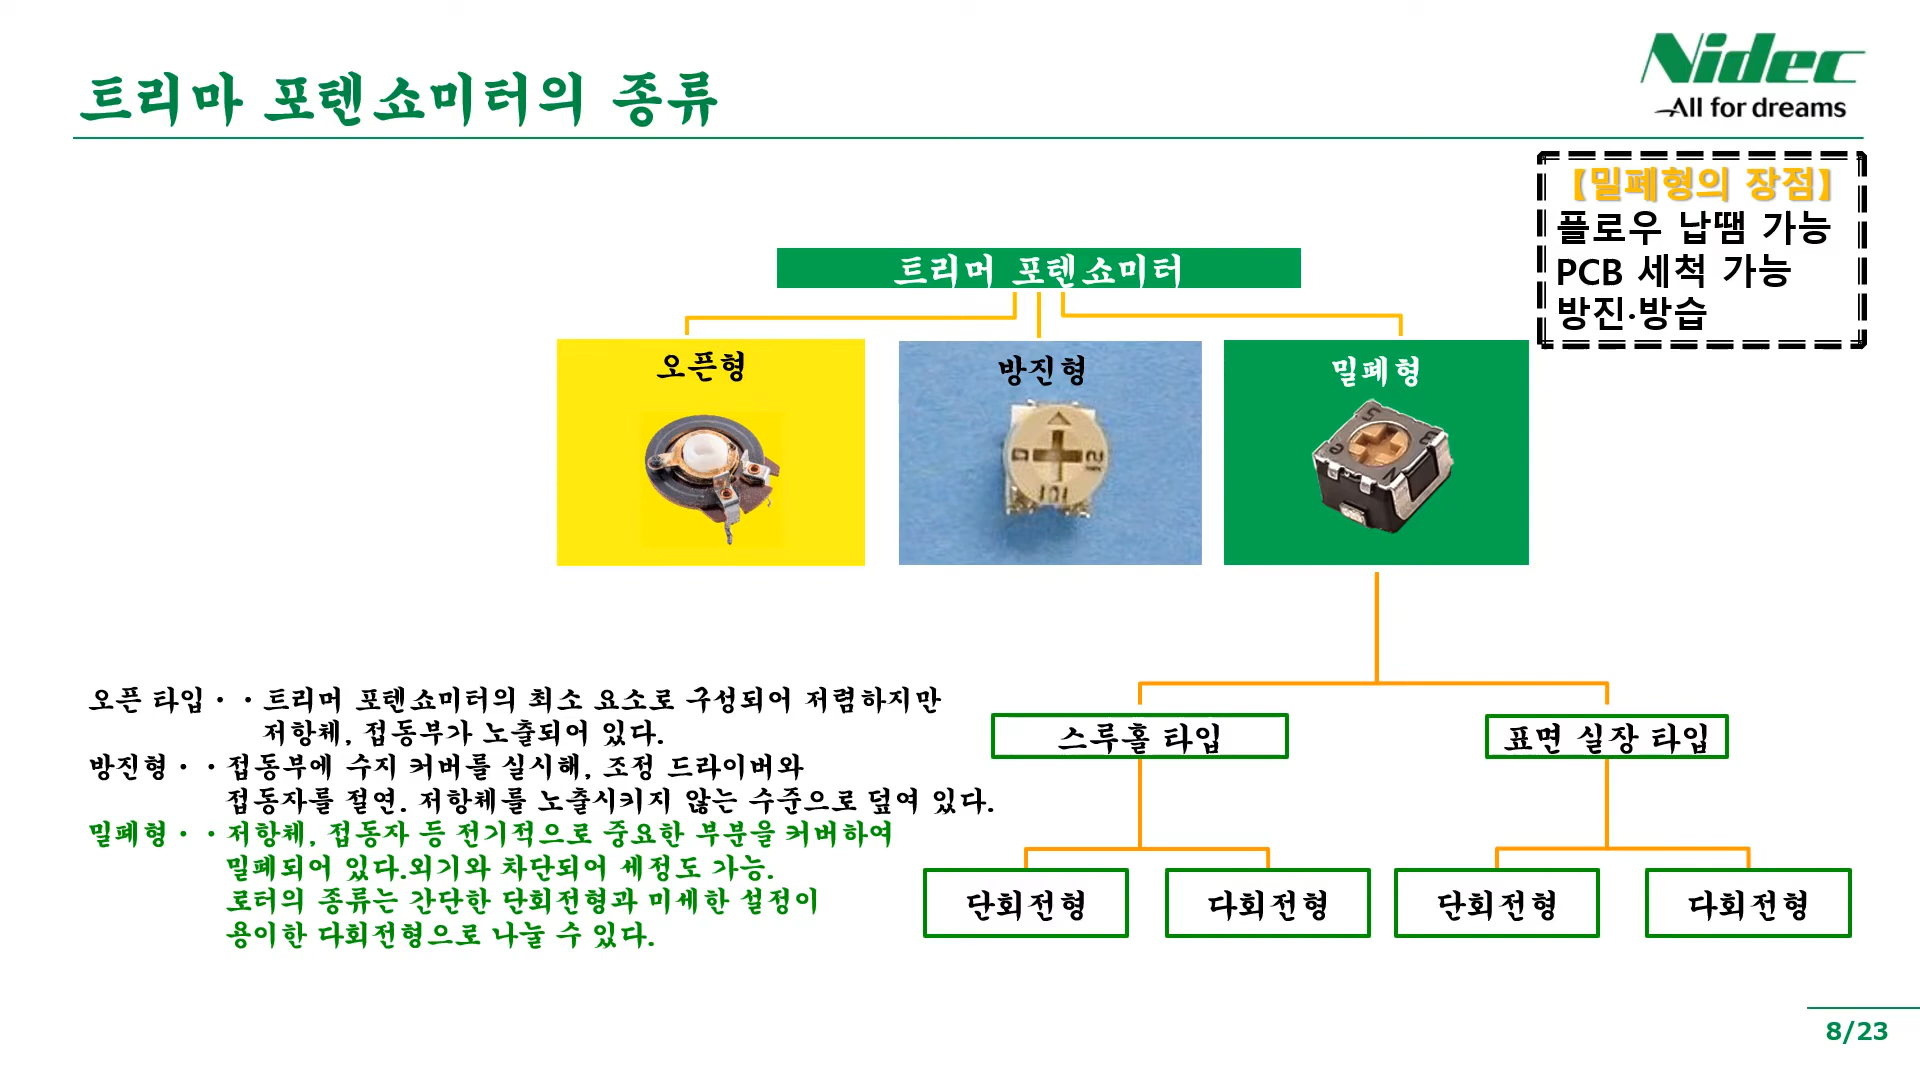 트리마 포텐쇼미터의 종류
Nidec
All for dreams
【밀폐형의 장점】
플로우 납땜 가능
PCB 세척 가능
방진·방습
트리머 포텐쇼미터
오픈형
방진형
밀폐형
오픈 타입・・트리머 포텐쇼미터의 최소 요소로 구성되어 저렴하지만
저항체, 접동부가 노출되어 있다.
방진형・・접동부에 수지 커버를 실시해, 조정 드라이버와
접동자를 절연. 저항체를 노출시키지 않는 수준으로 덮여 있다.
밀폐형・・저항체, 접동자 등 전기적으로 중요한 부분을 커버하여
밀폐되어 있다.외기와 차단되어 세정도 가능.
로터의 종류는 간단한 단회전형과 미세한 설정이
용이한 다회전형으로 나눌 수 있다.
스루홀 타입
표면 실장 타입
단회전형
다회전형
단회전형
다회전형
8/23